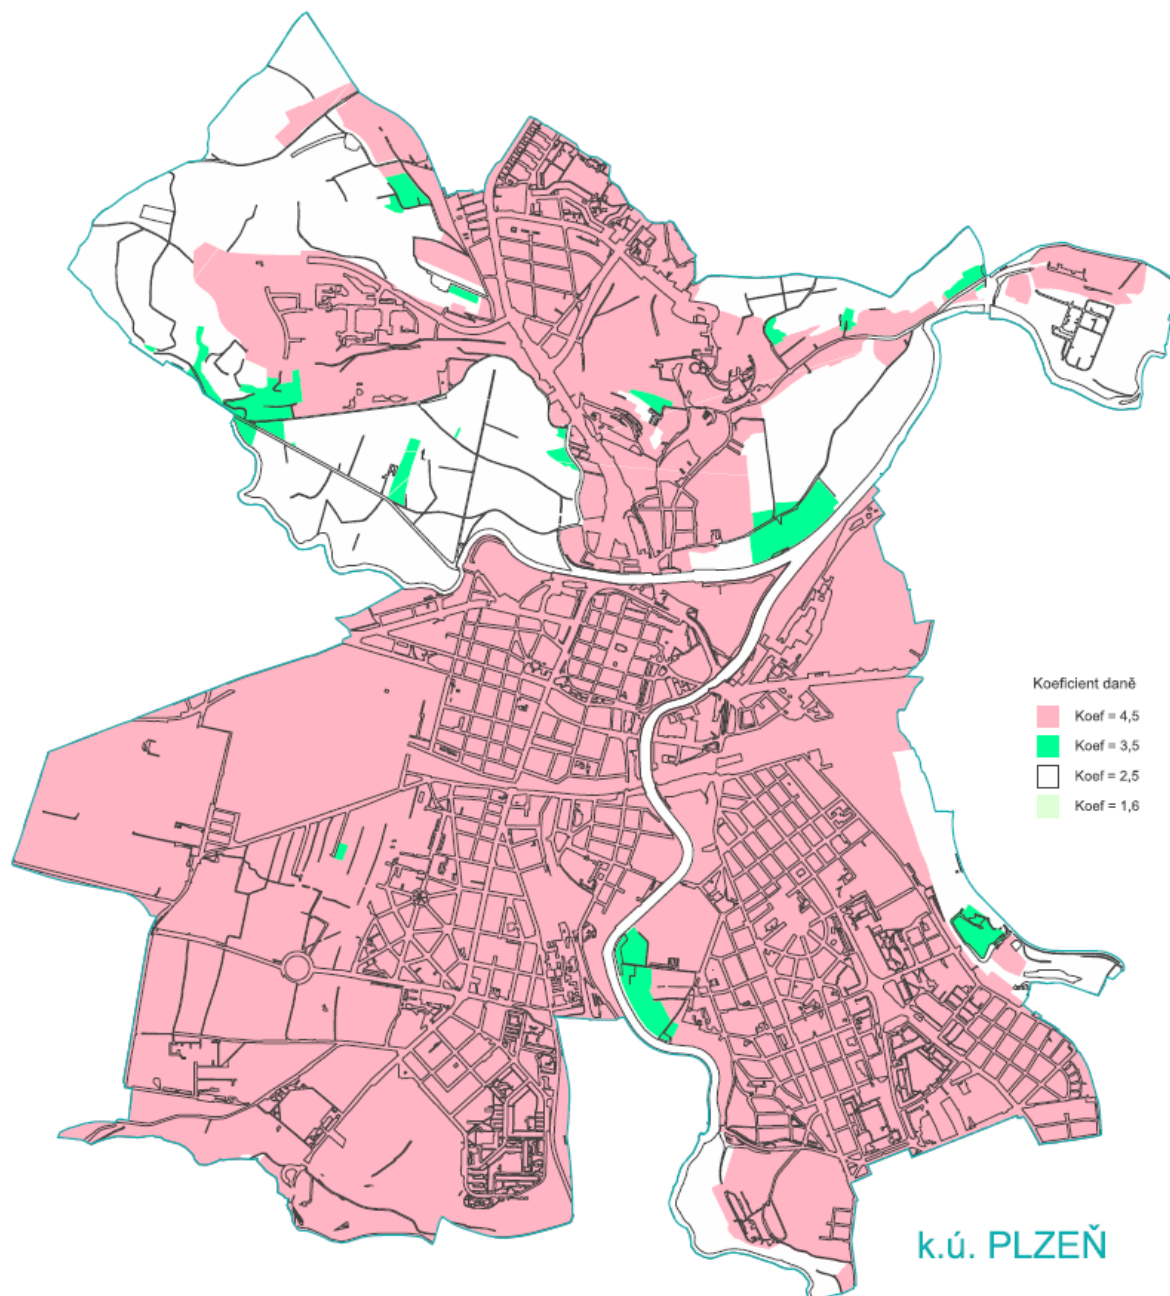 Koeficient daně
Koef = 4,5
Koef = 3,5
Koef = 2,5
Koef = 1,6
k.ú. PLZEŇ